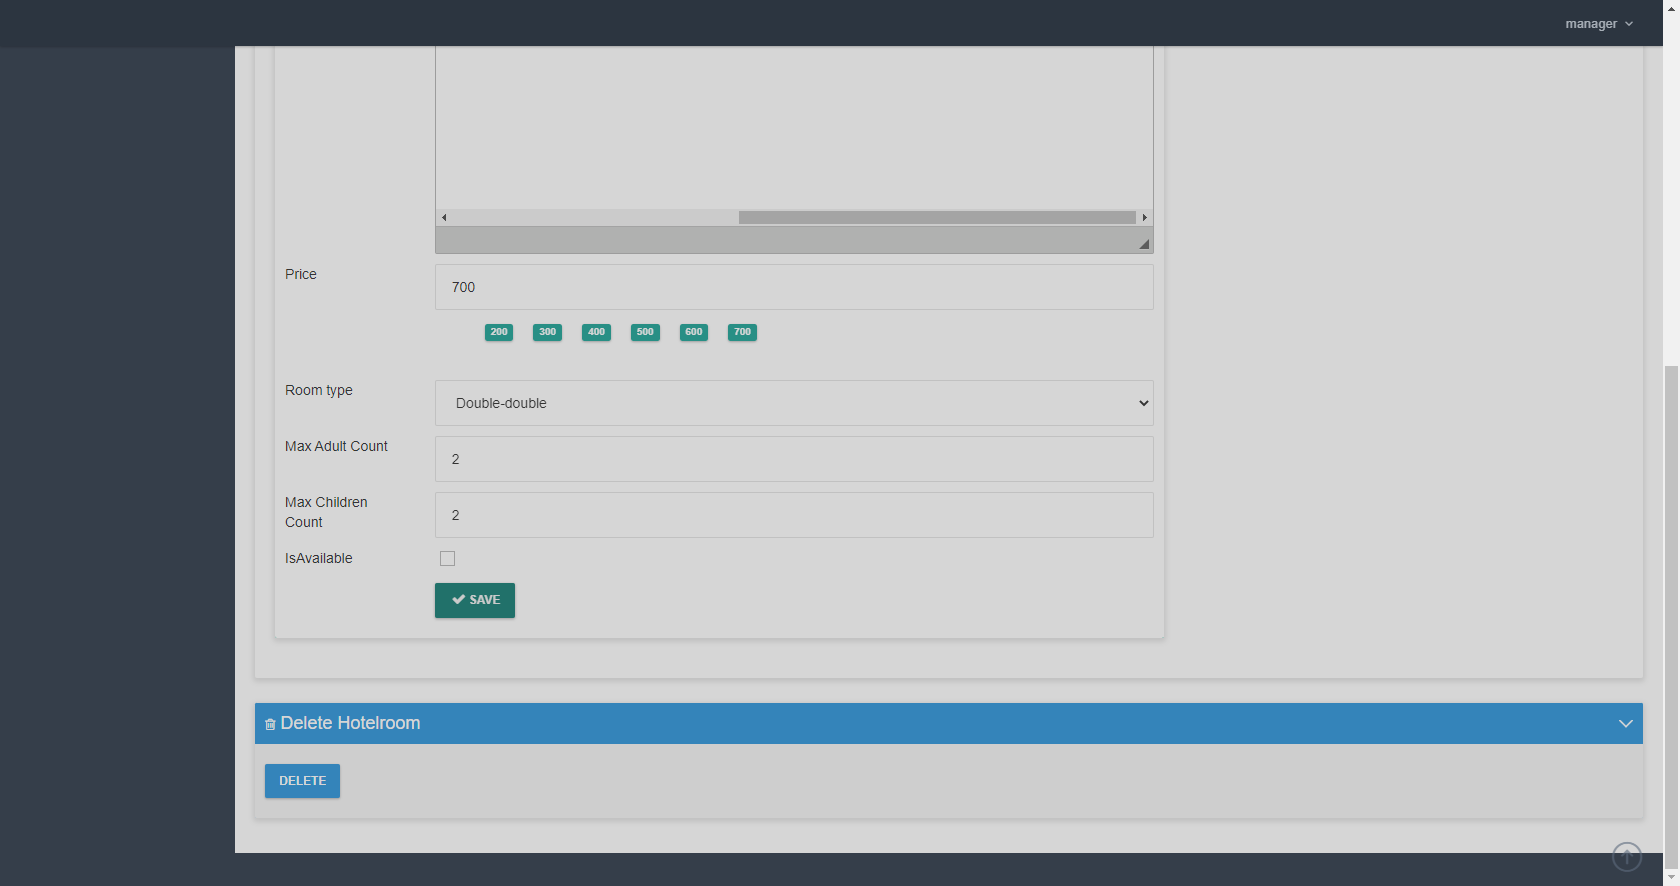 manager
Price
700
200 300 400 500 600 700
Room type
Double-double
Max Adult Count
2
Max Children
Count
2
IsAvailable
SAVE
Delete Hotelroom
DELETE